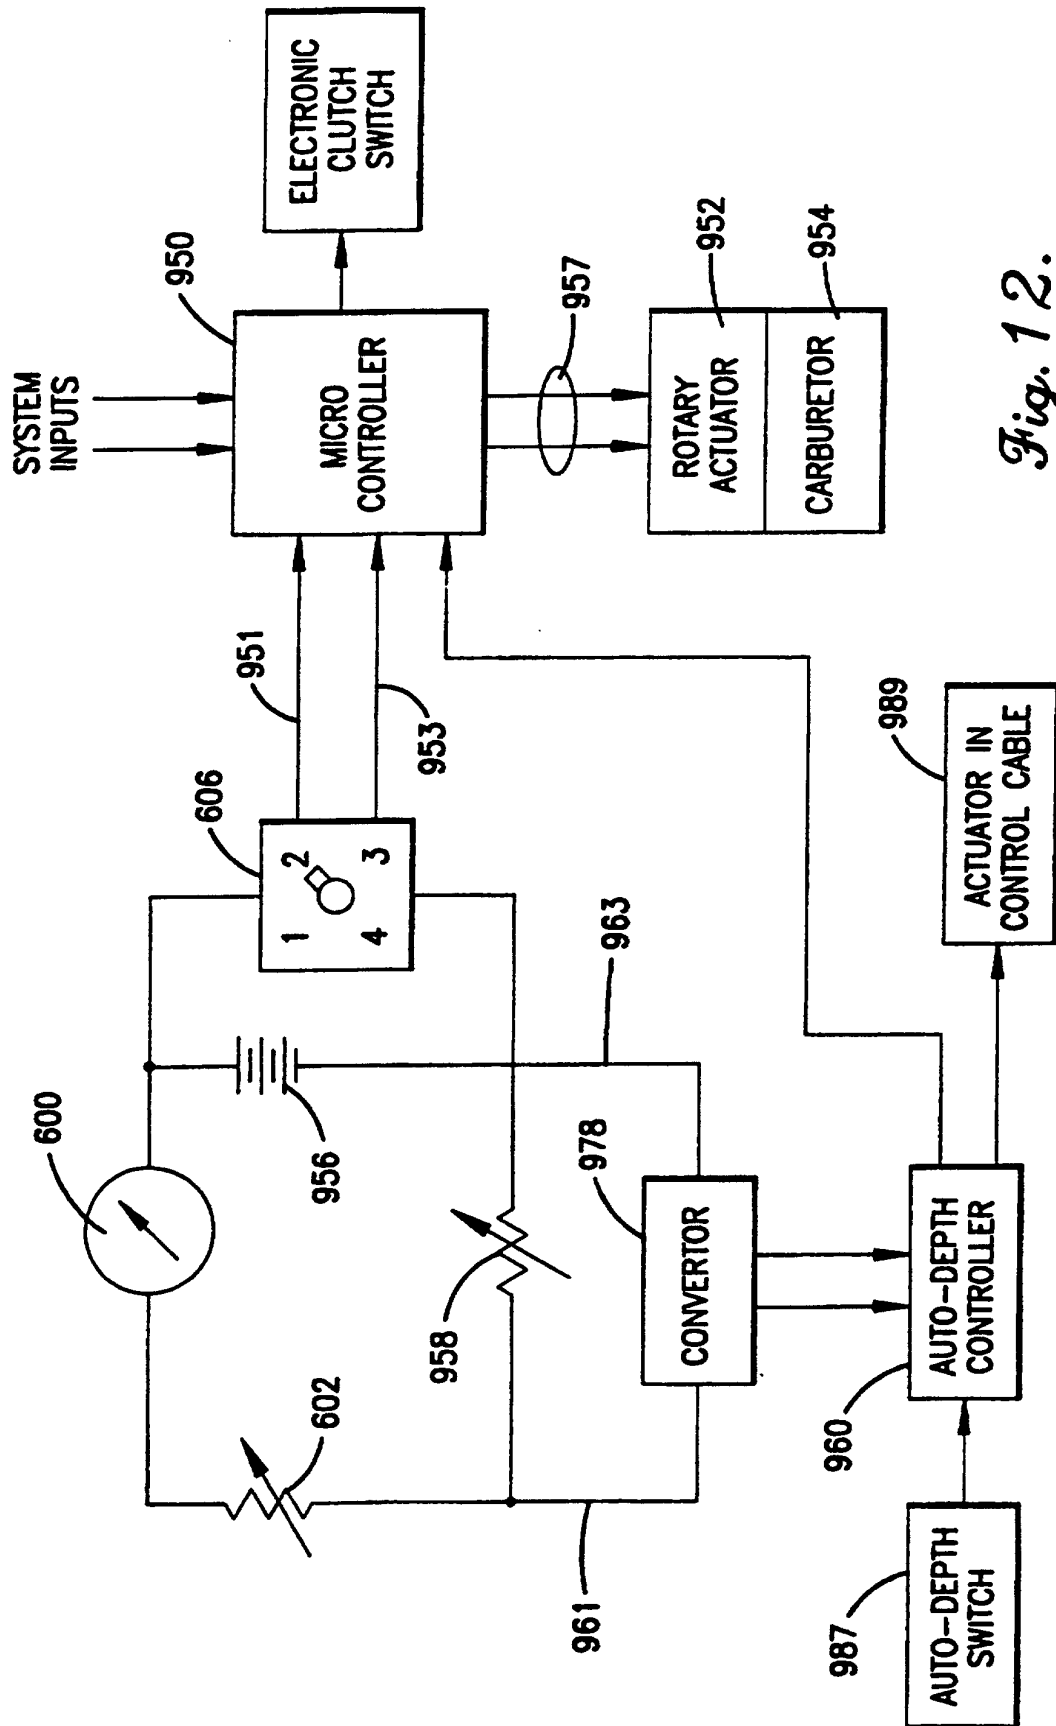 SYSTEM
INPUTS
950
ELECTRONIC
CLUTCH
SWITCH
MICRO
CONTROLLER
957
952
ROTARY
ACTUATOR
CARBURETOR
954
951
953
606
1
2
3
4
600
956
963
602
958
978
CONVERTOR
961
989
ACTUATOR IN
CONTROL CABLE
960
AUTO-DEPTH
CONTROLLER
987
AUTO-DEPTH
SWITCH
Fig. 12.